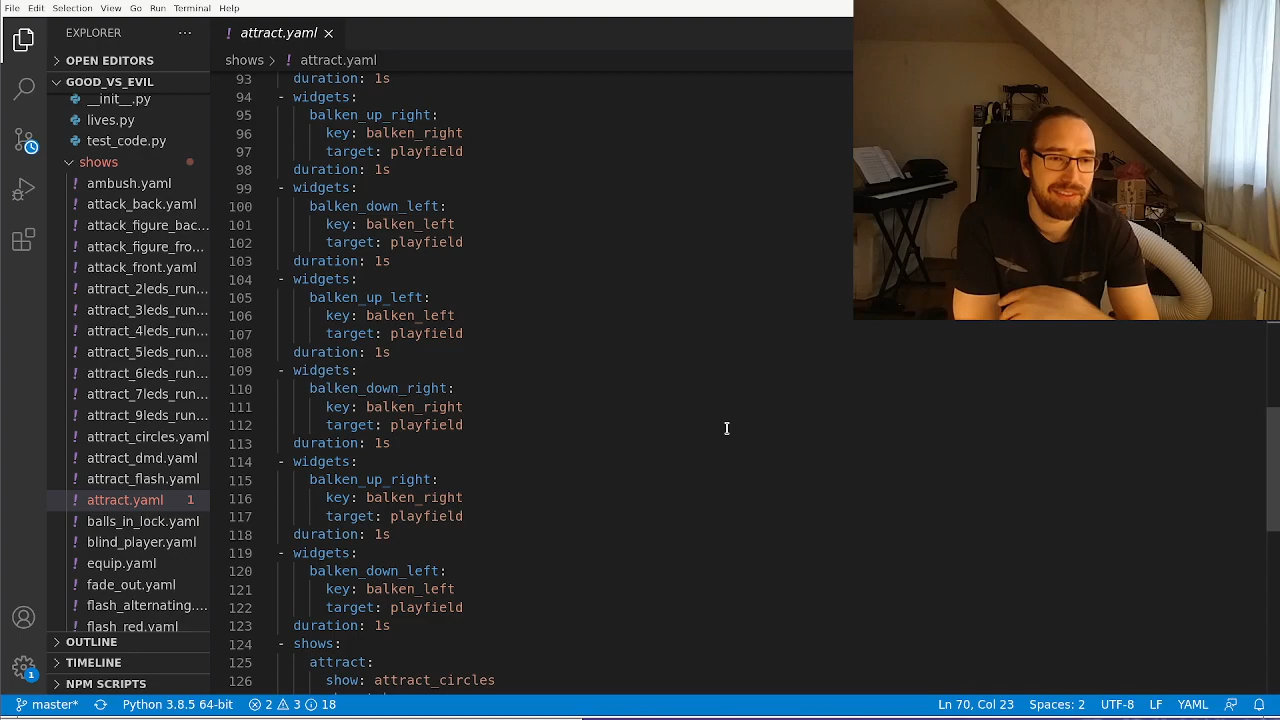 File Edit Selection View Go Run Terminal Help
EXPLORER
OPEN EDITORS
GOOD_VS_EVIL
__init__.py
lives.py
test_code.py
shows
ambush.yaml
attack_back.yaml
attack_figure_bac...
attack_figure_fro...
attack_front.yaml
attract_2leds_run...
attract_3leds_run...
attract_4leds_run...
attract_5leds_run...
attract_6leds_run...
attract_7leds_run...
attract_9leds_run...
attract_circles.yaml
attract_dmd.yaml
attract_flash.yaml
attract.yaml 1
balls_in_lock.yaml
blind_player.yaml
equip.yaml
fade_out.yaml
flash_alternating....
flash_red.yaml
OUTLINE
TIMELINE
NPM SCRIPTS
! attract.yaml ×
shows > ! attract.yaml
93 duration: 1s
94 - widgets:
95 balken_up_right:
96 key: balken_right
97 target: playfield
98 duration: 1s
99 - widgets:
100 balken_down_left:
101 key: balken_left
102 target: playfield
103 duration: 1s
104 - widgets:
105 balken_up_left:
106 key: balken_left
107 target: playfield
108 duration: 1s
109 - widgets:
110 balken_down_right:
111 key: balken_right
112 target: playfield
113 duration: 1s
114 - widgets:
115 balken_up_right:
116 key: balken_right
117 target: playfield
118 duration: 1s
119 - widgets:
120 balken_down_left:
121 key: balken_left
122 target: playfield
123 duration: 1s
124 - shows:
125 attract:
126 show: attract_circles
1 master* Python 3.8.5 64-bit 2 3 18 Ln 70, Col 23 Spaces: 2 UTF-8 LF YAML